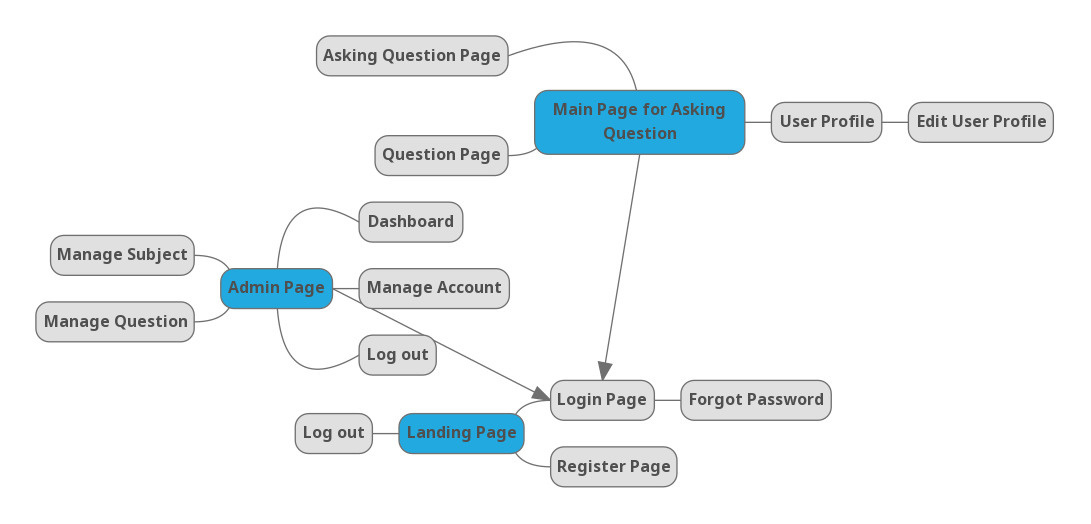 Asking Question Page
Main Page for Asking
Question
User Profile
Edit User Profile
Question Page
Dashboard
Manage Subject
Admin Page
Manage Account
Manage Question
Log out
Login Page
Forgot Password
Log out
Landing Page
Register Page